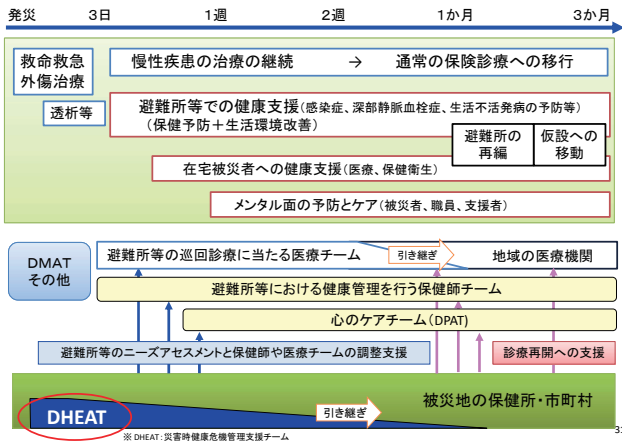 発災 3日 1週 2週 1か月 3か月
救命救急
外傷治療
慢性疾患の治療の継続 → 通常の保険診療への移行
透析等
避難所等での健康支援(感染症、深部静脈血栓症、生活不活発病の予防等)
(保健予防+生活環境改善)
避難所の
再編
仮設への
移動
在宅被災者への健康支援(医療、保健衛生)
メンタル面の予防とケア(被災者、職員、支援者)
DMAT
その他
避難所等の巡回診療に当たる医療チーム 引き継ぎ 地域の医療機関
避難所等における健康管理を行う保健師チーム
心のケアチーム(DPAT)
避難所等のニーズアセスメントと保健師や医療チームの調整支援 診療再開への支援
被災地の保健所・市町村
DHEAT 引き継ぎ
※ DHEAT:災害時健康危機管理支援チーム